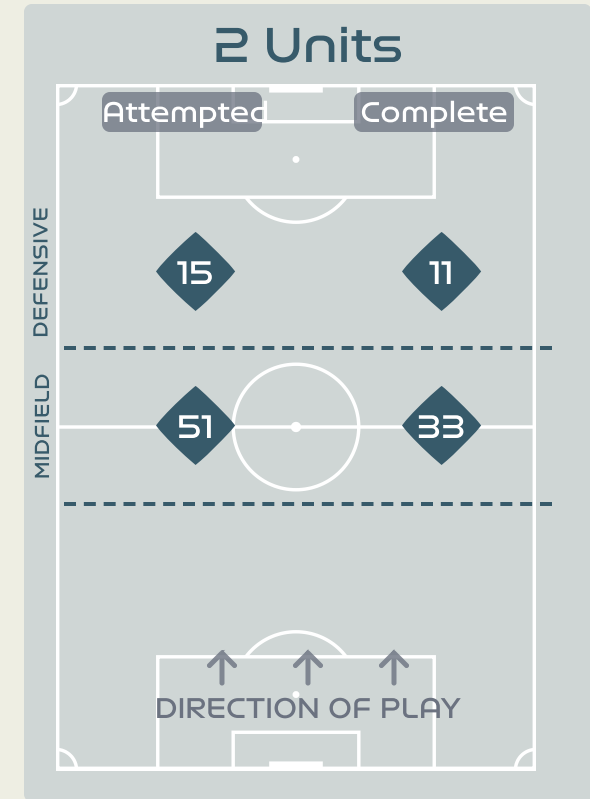 2 Units
Attempted
Complete
DEFENSIVE
15
11
MIDFIELD
51
33
DIRECTION OF PLAY